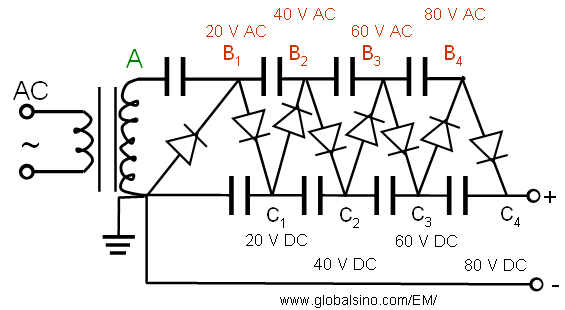 40 V AC 80 V AC
20 V AC 60 V AC
A B1 B2 B3 B4
AC
~
C1 C2 C3 C4 +
20 V DC 60 V DC
40 V DC 80 V DC
-
www.globalsino.com/EM/